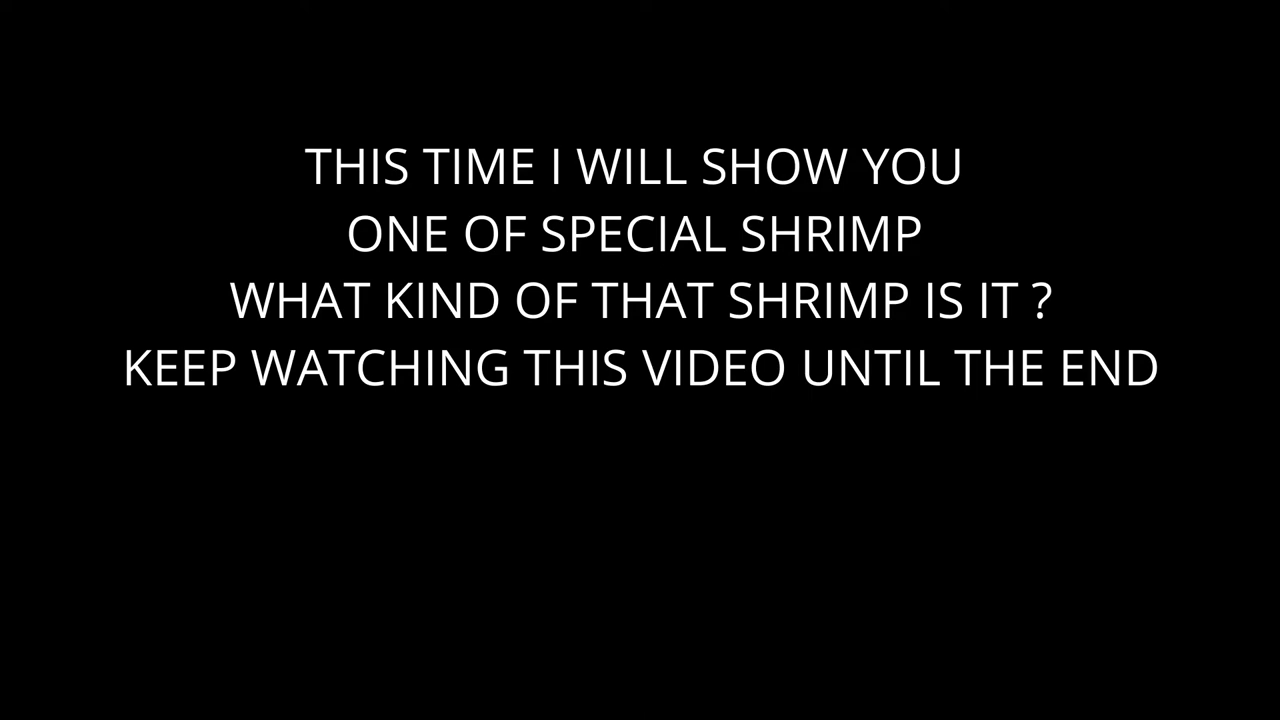 THIS TIME I WILL SHOW YOU
ONE OF SPECIAL SHRIMP
WHAT KIND OF THAT SHRIMP IS IT ?
KEEP WATCHING THIS VIDEO UNTIL THE END